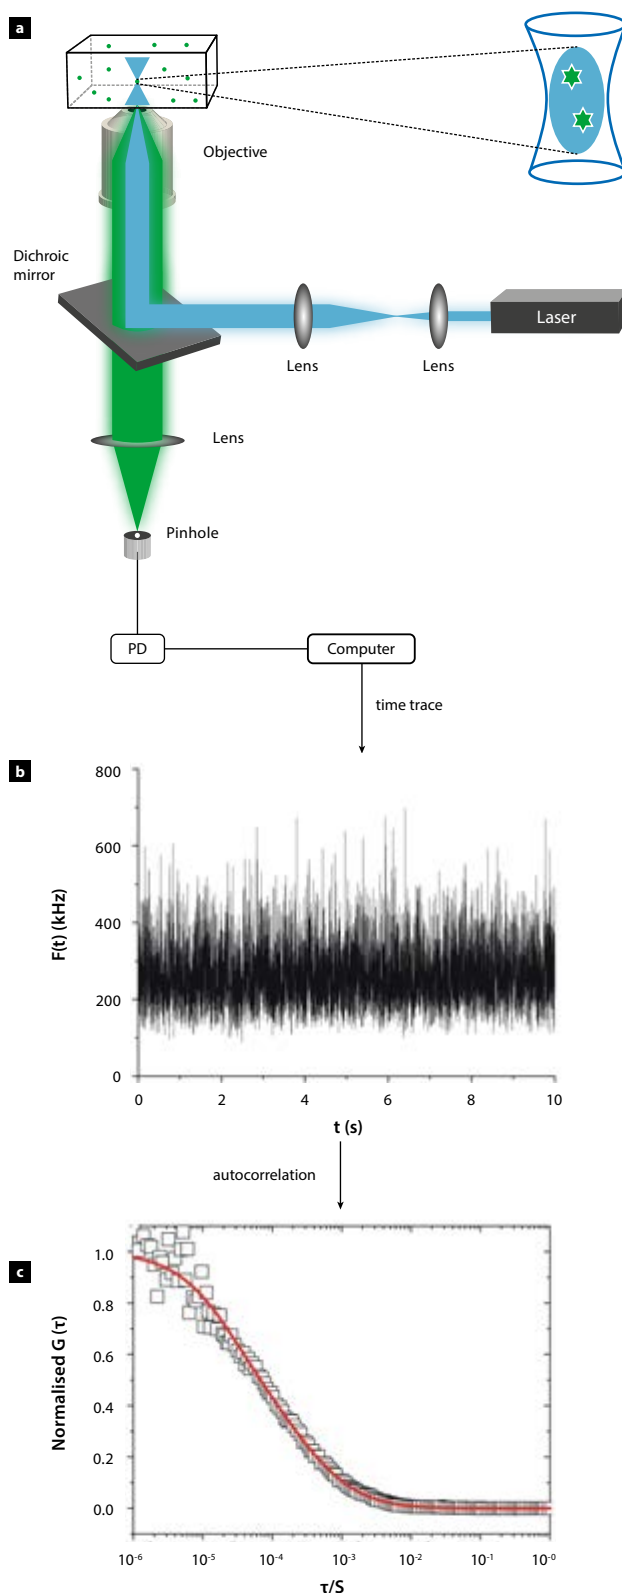 a
Objective
Dichroic
mirror
Laser
Lens
Lens
Lens
Pinhole
PD
Computer
time trace
b
800
600
400
200
0
F(t) (kHz)
0 2 4 6 8 10
t (s)
autocorrelation
c
1.0
0.8
0.6
0.4
0.2
0.0
Normalised G (τ)
10⁻⁶ 10⁻⁵ 10⁻⁴ 10⁻³ 10⁻² 10⁻¹ 10⁻⁰
τ/S